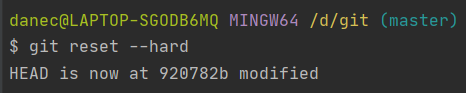 danec@LAPTOP-SGODB6MQ MINGW64 /d/git (master)
$ git reset --hard
HEAD is now at 920782b modified